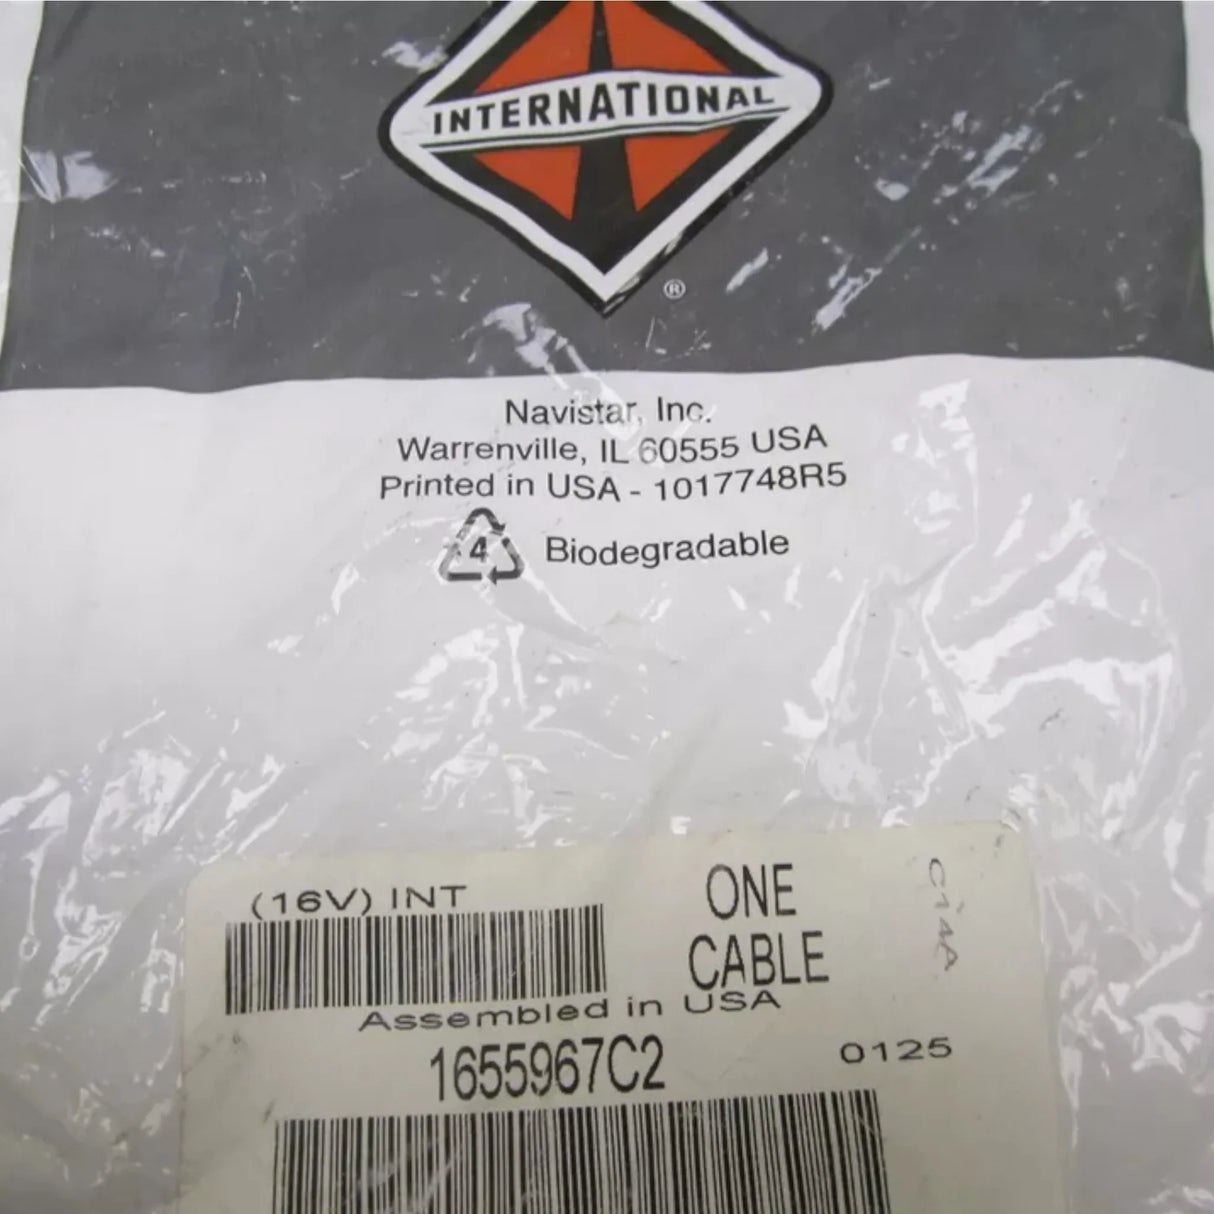 INTERNATIONAL
®
Navistar, Inc.
Warrenville, IL 60555 USA
Printed in USA - 1017748R5
4 Biodegradable
(16V) INT
ONE
CABLE
C14A
Assembled in USA
1655967C2
0125